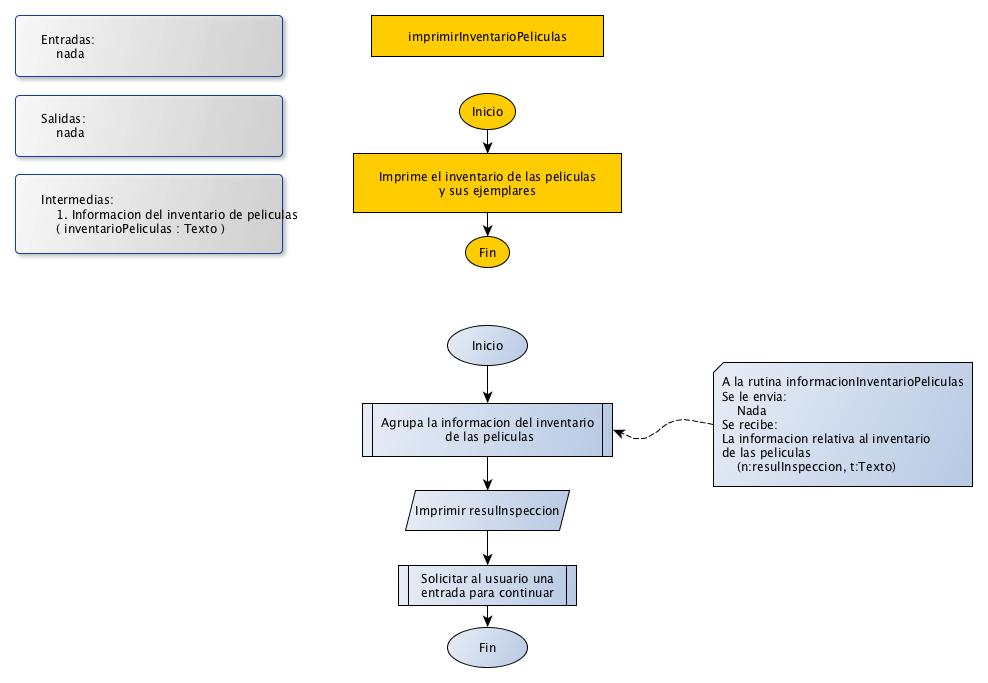 Entradas:
nada
Salidas:
nada
Intermedias:
1. Informacion del inventario de peliculas
( inventarioPeliculas : Texto )
imprimirInventarioPeliculas
Inicio
Imprime el inventario de las peliculas
y sus ejemplares
Fin
Inicio
Agrupa la informacion del inventario
de las peliculas
A la rutina informacionInventarioPeliculas
Se le envia:
Nada
Se recibe:
La informacion relativa al inventario
de las peliculas
(n:resulInspeccion, t:Texto)
Imprimir resulInspeccion
Solicitar al usuario una
entrada para continuar
Fin